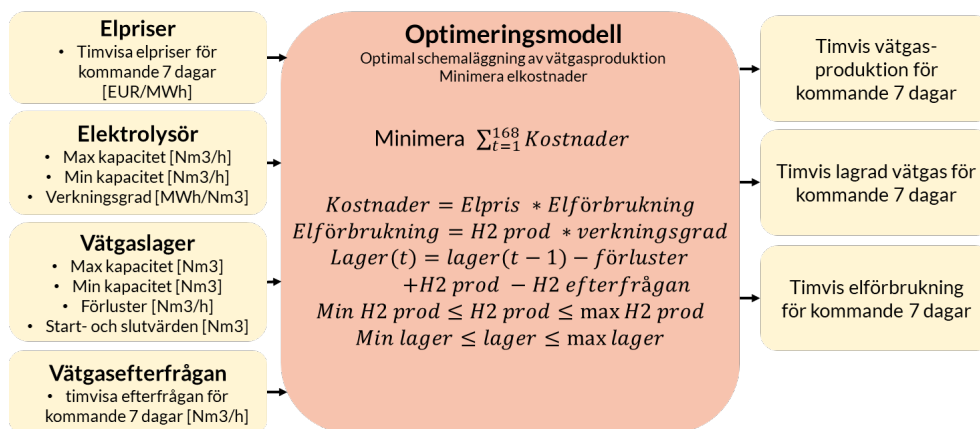 Elpriser
• Timvisa elpriser för
kommande 7 dagar
[EUR/MWh]
Elektrolysör
• Max kapacitet [Nm3/h]
• Min kapacitet [Nm3/h]
• Verkningsgrad [MWh/Nm3]
Vätgaslager
• Max kapacitet [Nm3]
• Min kapacitet [Nm3]
• Förluster [Nm3/h]
• Start- och slutvärden [Nm3]
Vätgasefterfrågan
• timvisa efterfrågan för
kommande 7 dagar [Nm3/h]
Optimeringsmodell
Optimal schemaläggning av vätgasproduktion
Minimera elkostnader
Minimera ∑_{t=1}^{168} Kostnader
Kostnader = Elpris * Elförbrukning
Elförbrukning = H2 prod * verkningsgrad
Lager(t) = lager(t − 1) − förluster
+H2 prod − H2 efterfrågan
Min H2 prod ≤ H2 prod ≤ max H2 prod
Min lager ≤ lager ≤ max lager
Timvis vätgas-
produktion för
kommande 7 dagar
Timvis lagrad vätgas för
kommande 7 dagar
Timvis elförbrukning
för kommande 7 dagar